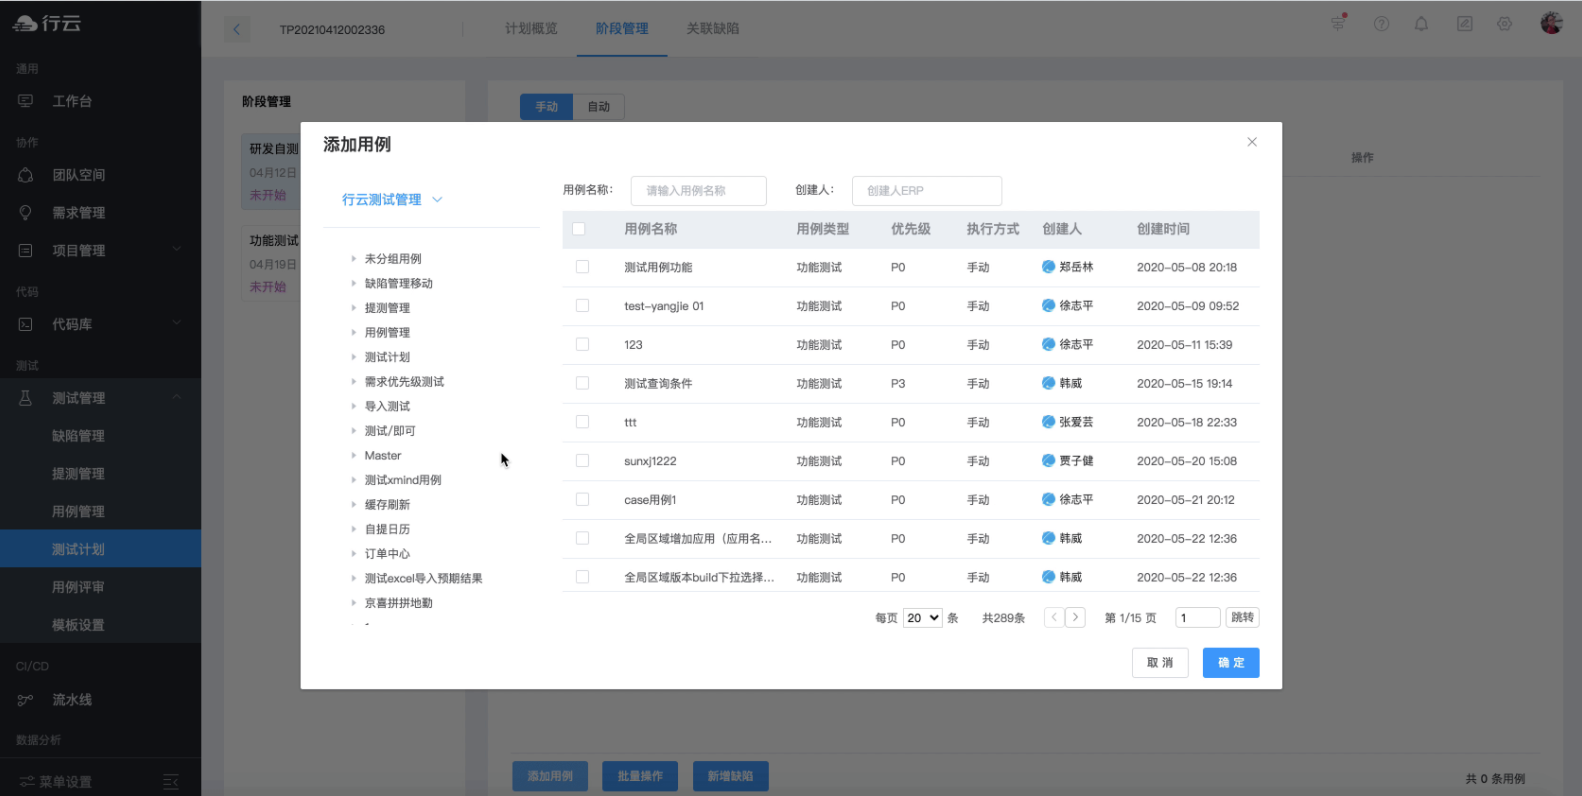 行云
TP20210412002336
计划概览
阶段管理
关联缺陷
通用
工作台
协作
团队空间
需求管理
项目管理
代码
代码库
测试
测试管理
缺陷管理
提测管理
用例管理
测试计划
用例评审
模板设置
CI/CD
流水线
数据分析
菜单设置
阶段管理
研发自测
04月12日
未开始
功能测试
04月19日
未开始
手动
自动
操作
添加用例
行云测试管理
未分组用例
缺陷管理移动
提测管理
用例管理
测试计划
需求优先级测试
导入测试
测试/即可
Master
测试xmind用例
缓存刷新
自提日历
订单中心
测试excel导入预期结果
京喜拼拼地勤
用例名称: 请输入用例名称 创建人: 创建人ERP
用例名称 用例类型 优先级 执行方式 创建人 创建时间
测试用例功能 功能测试 P0 手动 郑岳林 2020-05-08 20:18
test-yangjie 01 功能测试 P0 手动 徐志平 2020-05-09 09:52
123 功能测试 P0 手动 徐志平 2020-05-11 15:39
测试查询条件 功能测试 P3 手动 韩威 2020-05-15 19:14
ttt 功能测试 P0 手动 张爱芸 2020-05-18 22:33
sunxj1222 功能测试 P0 手动 贾子健 2020-05-20 15:08
case用例1 功能测试 P0 手动 徐志平 2020-05-21 20:12
全局区域增加应用（应用名... 功能测试 P0 手动 韩威 2020-05-22 12:36
全局区域版本build下拉选择... 功能测试 P0 手动 韩威 2020-05-22 12:36
每页 20 条 共289条 第 1/15 页 1 跳转
取 消
确 定
添加用例
批量操作
新增缺陷
共 0 条用例